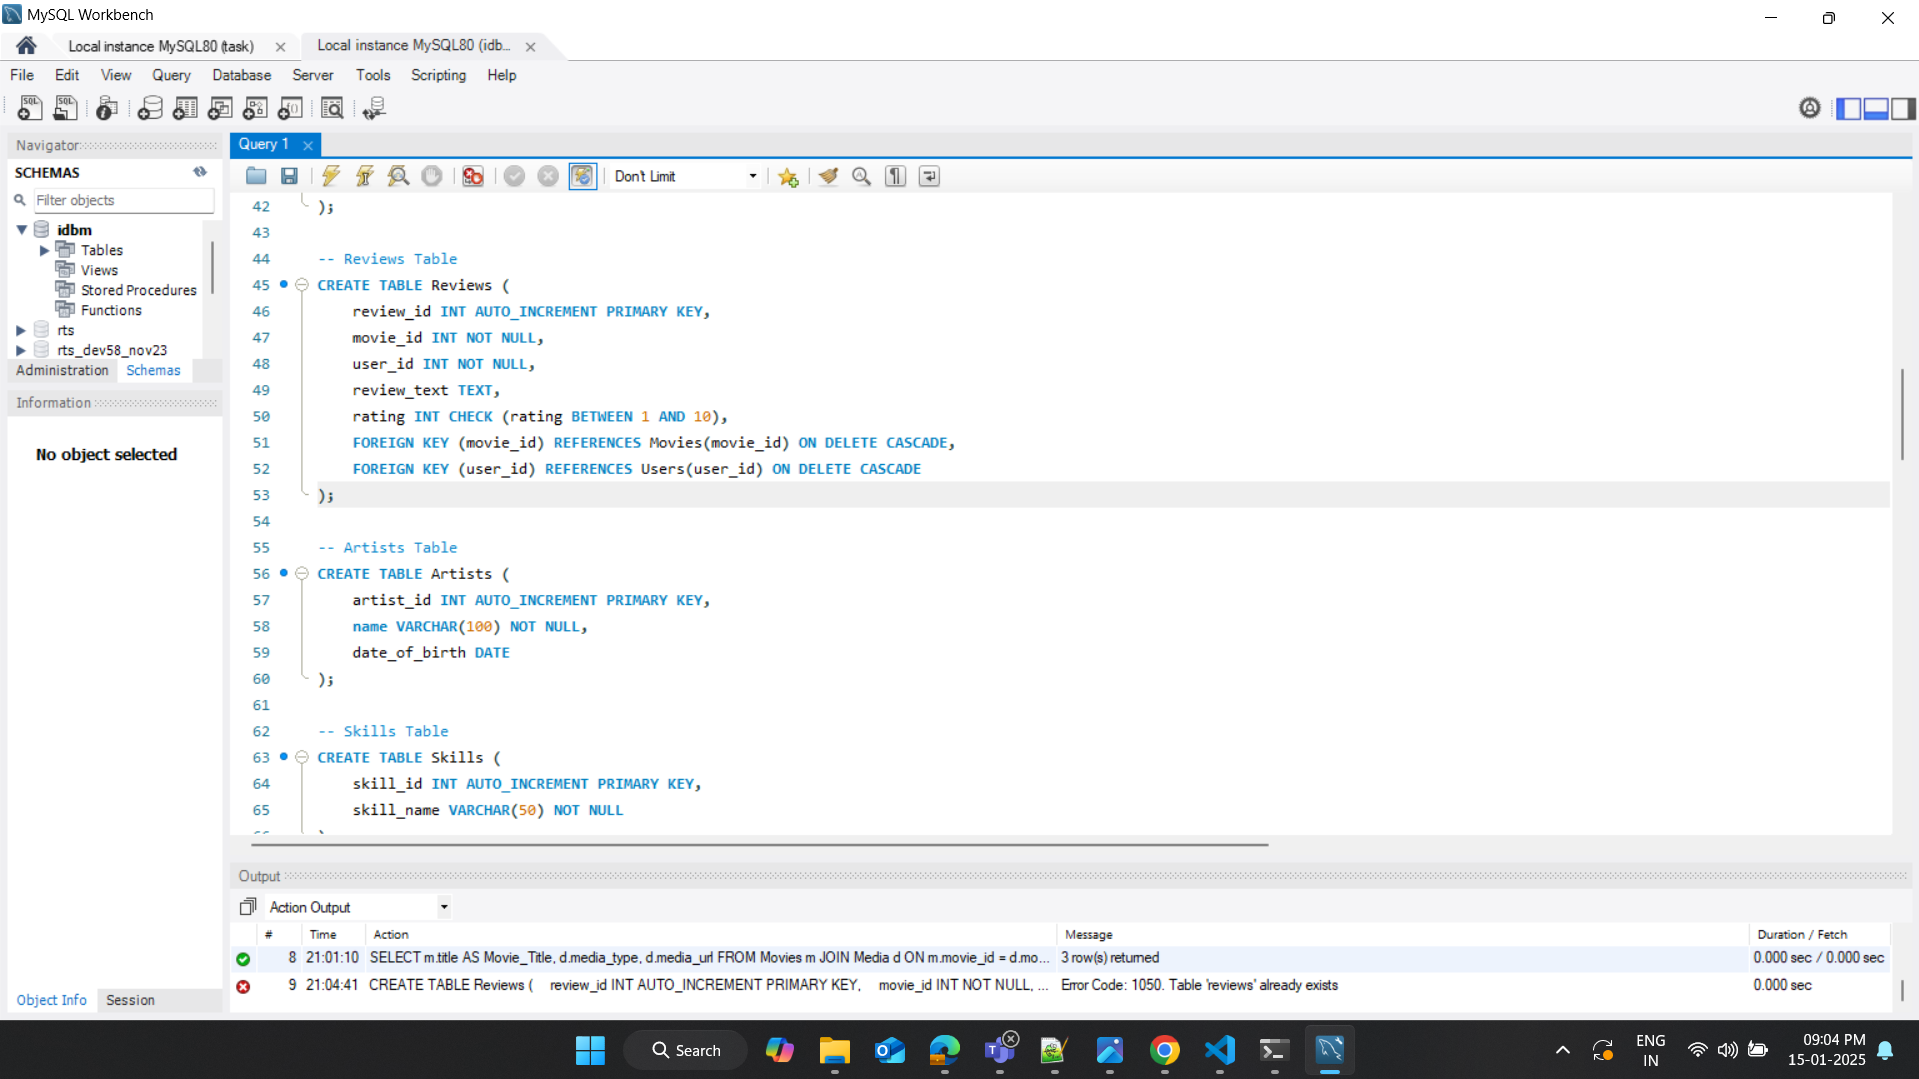 MySQL Workbench
Local instance MySQL80 (task)
Local instance MySQL80 (idb...
File Edit View Query Database Server Tools Scripting Help
Navigator
SCHEMAS
Filter objects
idbm
Tables
Views
Stored Procedures
Functions
rts
rts_dev58_nov23
Administration Schemas
Information
No object selected
Object Info Session
Query 1
Don't Limit
42 );
43
44 -- Reviews Table
45 CREATE TABLE Reviews (
46 review_id INT AUTO_INCREMENT PRIMARY KEY,
47 movie_id INT NOT NULL,
48 user_id INT NOT NULL,
49 review_text TEXT,
50 rating INT CHECK (rating BETWEEN 1 AND 10),
51 FOREIGN KEY (movie_id) REFERENCES Movies(movie_id) ON DELETE CASCADE,
52 FOREIGN KEY (user_id) REFERENCES Users(user_id) ON DELETE CASCADE
53 );
54
55 -- Artists Table
56 CREATE TABLE Artists (
57 artist_id INT AUTO_INCREMENT PRIMARY KEY,
58 name VARCHAR(100) NOT NULL,
59 date_of_birth DATE
60 );
61
62 -- Skills Table
63 CREATE TABLE Skills (
64 skill_id INT AUTO_INCREMENT PRIMARY KEY,
65 skill_name VARCHAR(50) NOT NULL
Output
Action Output
# Time Action Message Duration / Fetch
8 21:01:10 SELECT m.title AS Movie_Title, d.media_type, d.media_url FROM Movies m JOIN Media d ON m.movie_id = d.mo... 3 row(s) returned 0.000 sec / 0.000 sec
9 21:04:41 CREATE TABLE Reviews ( review_id INT AUTO_INCREMENT PRIMARY KEY, movie_id INT NOT NULL, ... Error Code: 1050. Table 'reviews' already exists 0.000 sec
Search
ENG
IN
09:04 PM
15-01-2025